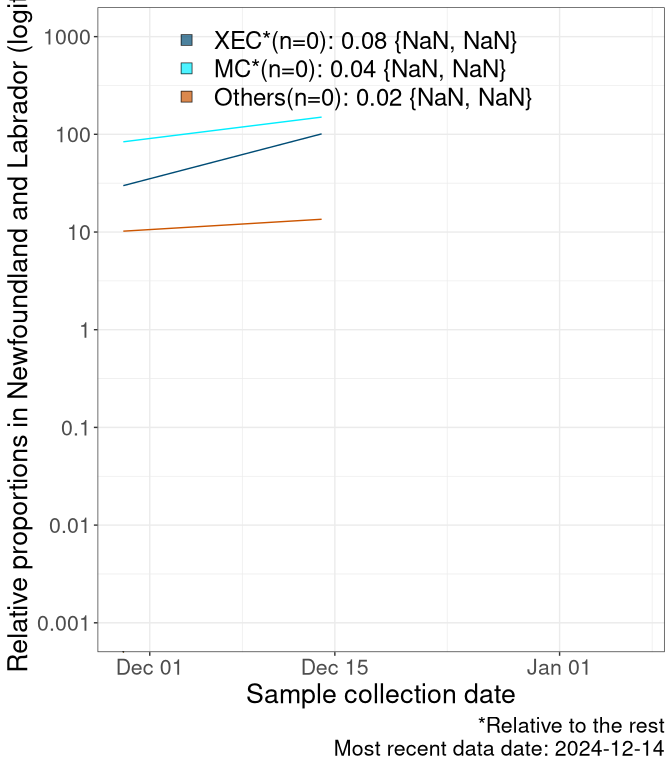 XEC*(n=0): 0.08 {NaN, NaN}
MC*(n=0): 0.04 {NaN, NaN}
Others(n=0): 0.02 {NaN, NaN}
Relative proportions in Newfoundland and Labrador (logit
1000
100
10
1
0.1
0.01
0.001
Dec 01
Dec 15
Jan 01
Sample collection date
*Relative to the rest
Most recent data date: 2024-12-14